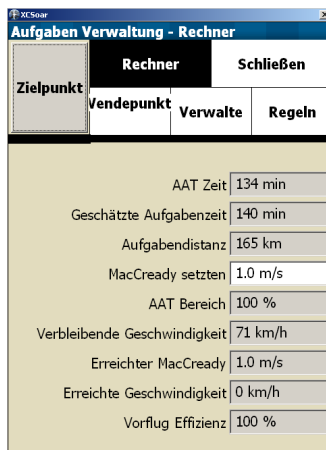 XCSoar
Aufgaben Verwaltung - Rechner
Zielpunkt
Rechner
Schließen
Vendepunkt
Verwalte
Regeln
AAT Zeit 134 min
Geschätzte Aufgabenzeit 140 min
Aufgabendistanz 165 km
MacCready setzten 1.0 m/s
AAT Bereich 100 %
Verbleibende Geschwindigkeit 71 km/h
Erreichter MacCready 1.0 m/s
Erreichte Geschwindigkeit 0 km/h
Vorflug Effizienz 100 %